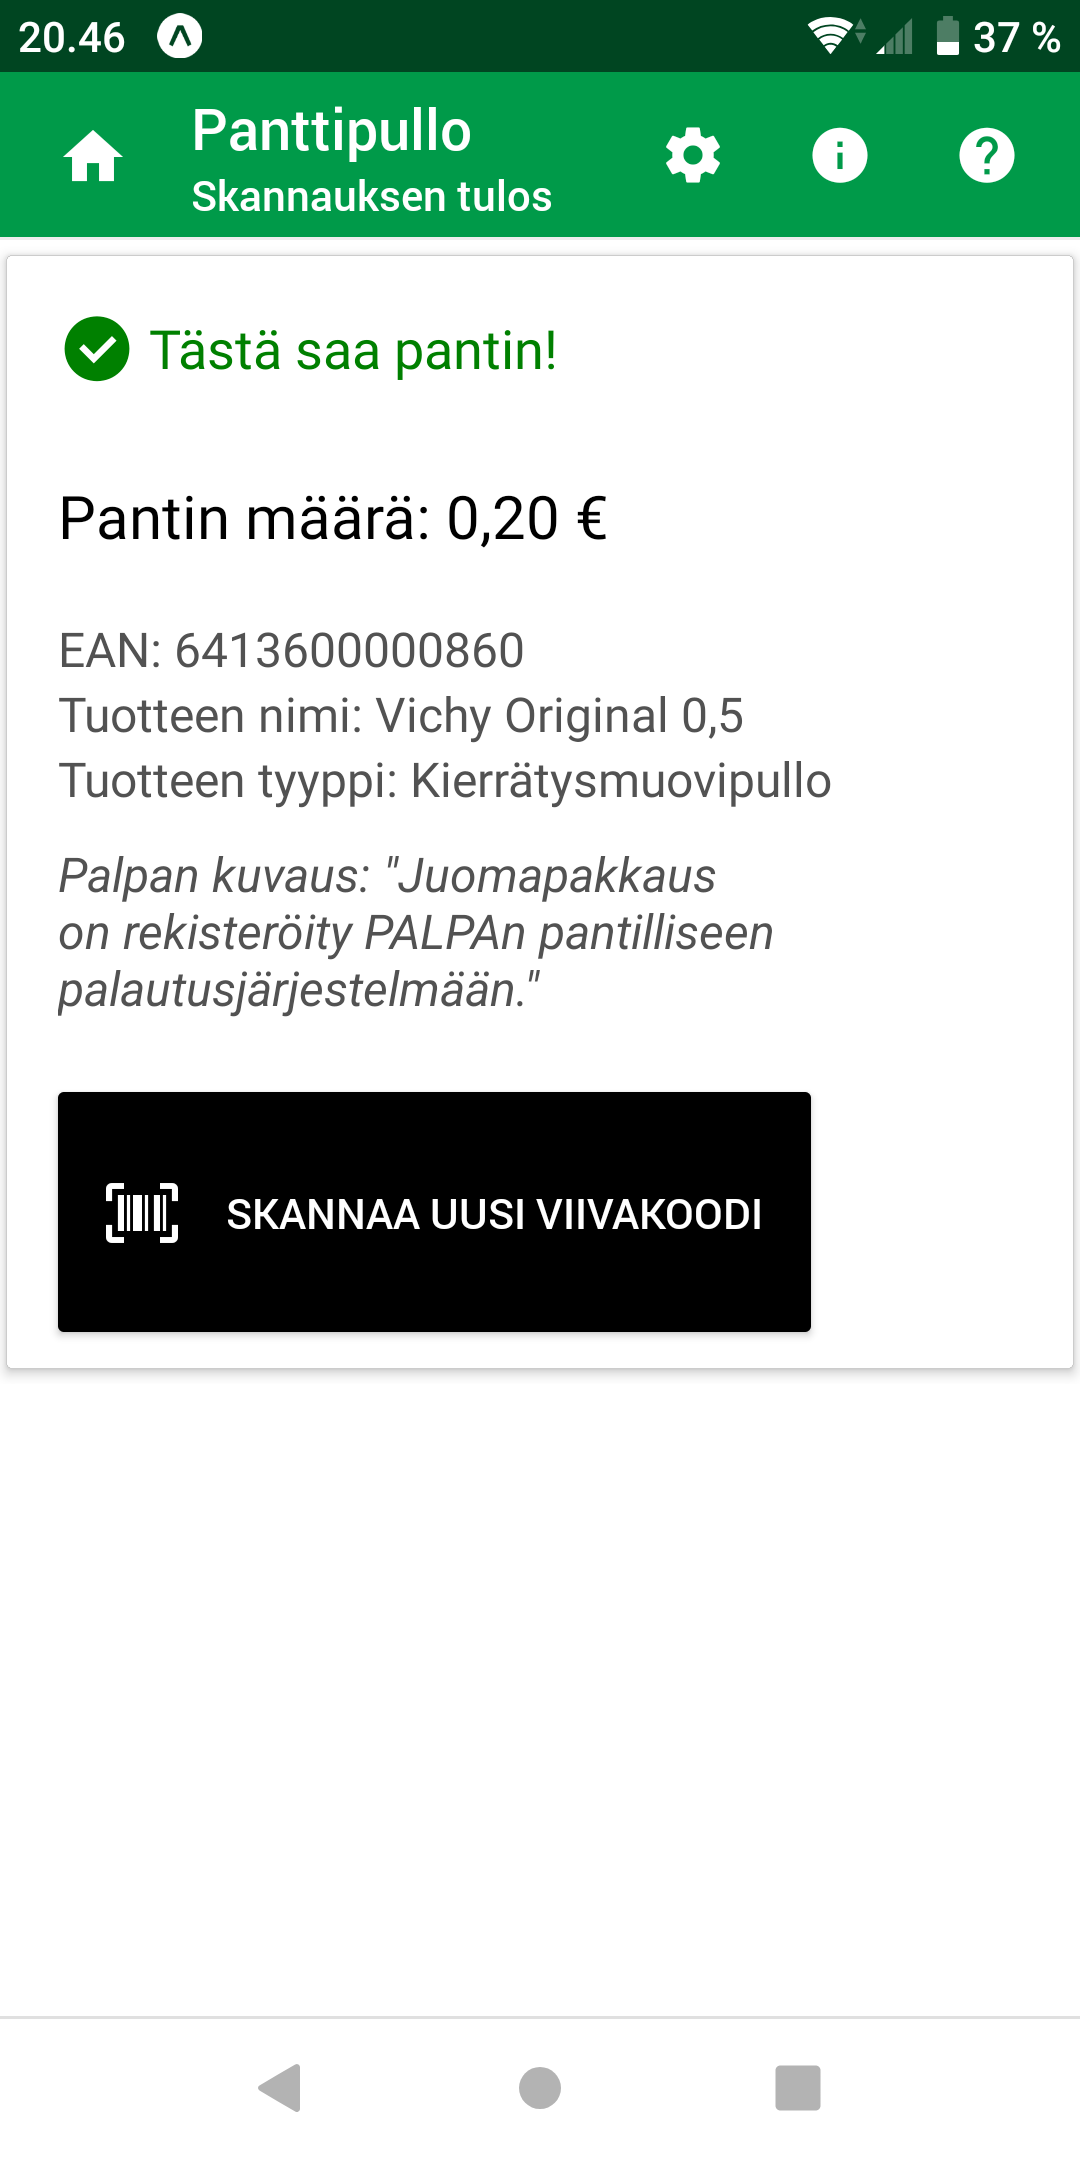 20.46
37 %
Panttipullo
Skannauksen tulos
Tästä saa pantin!
Pantin määrä: 0,20 €
EAN: 6413600000860
Tuotteen nimi: Vichy Original 0,5
Tuotteen tyyppi: Kierrätysmuovipullo
Palpan kuvaus: "Juomapakkaus
on rekisteröity PALPAn pantilliseen
palautusjärjestelmään."
SKANNAA UUSI VIIVAKOODI